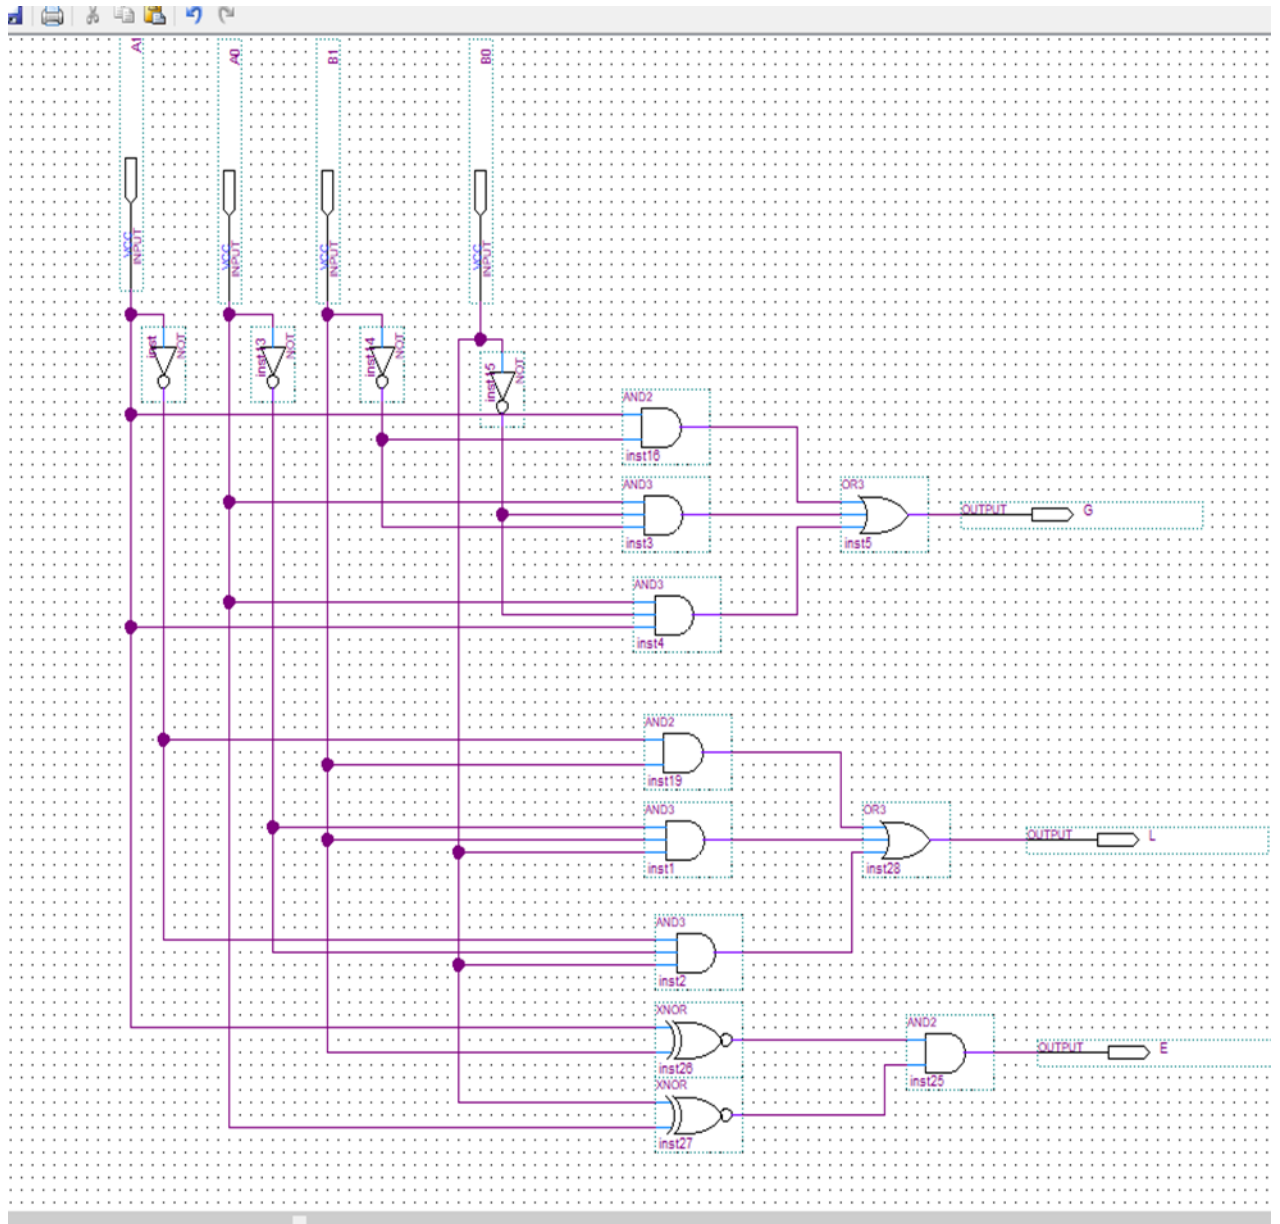 A1
A0
B1
B0
VCC
INPUT
VCC
INPUT
VCC
INPUT
VCC
INPUT
inst
NOT
inst13
NOT
inst14
NOT
inst15
NOT
AND2
inst16
AND3
inst3
OR3
inst5
OUTPUT
G
AND3
inst4
AND2
inst19
AND3
inst1
OR3
inst28
OUTPUT
L
AND3
inst2
XNOR
inst26
AND2
inst25
OUTPUT
E
XNOR
inst27